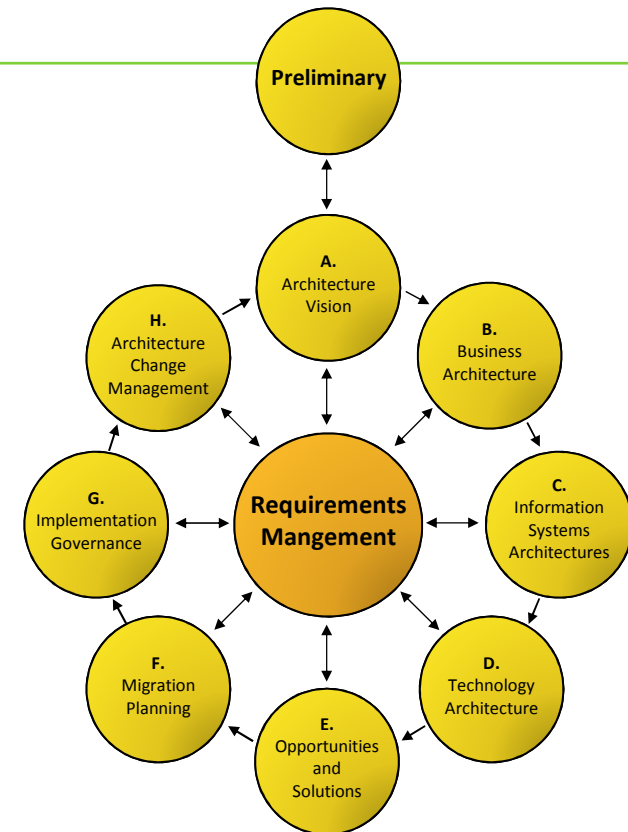 Preliminary
A.
Architecture
Vision
B.
Business
Architecture
C.
Information
Systems
Architectures
D.
Technology
Architecture
E.
Opportunities
and
Solutions
F.
Migration
Planning
G.
Implementation
Governance
H.
Architecture
Change
Management
Requirements
Mangement